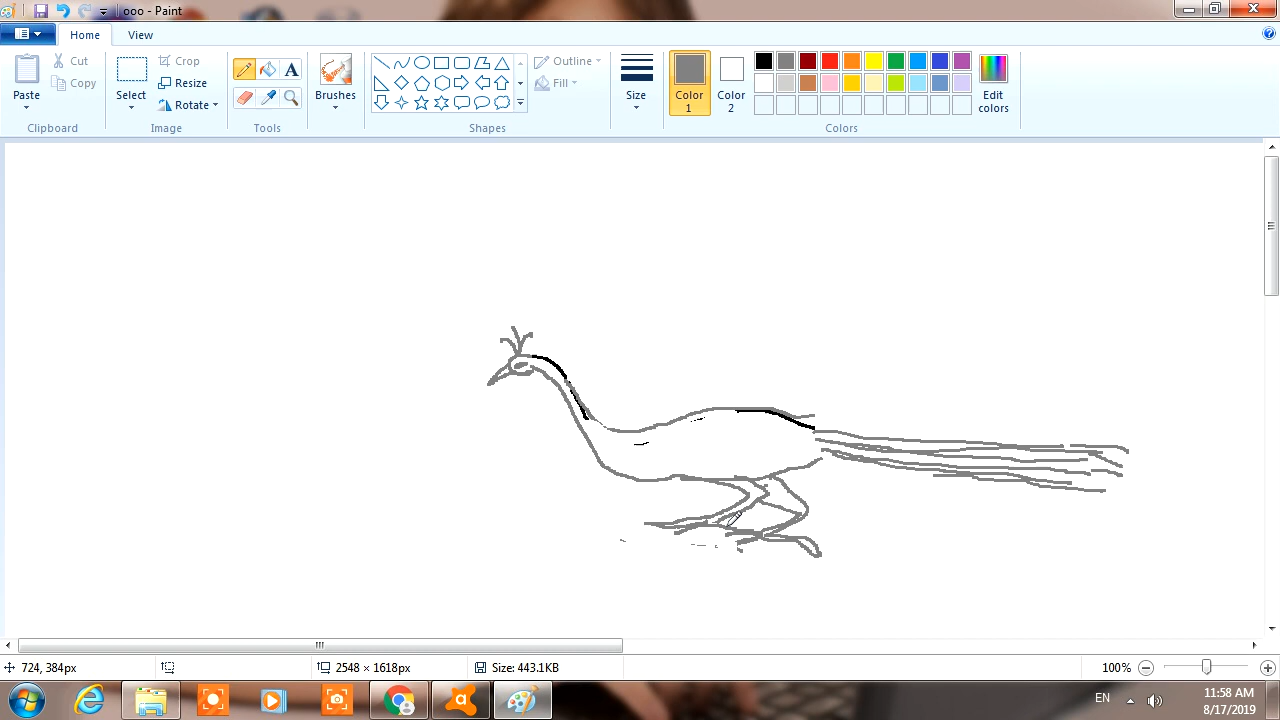 ooo - Paint
Home
View
Paste
Cut
Copy
Clipboard
Select
Crop
Resize
Rotate
Image
A
Tools
Brushes
Outline
Fill
Shapes
Size
Color
1
Color
2
Edit
colors
Colors
724, 384px
2548 × 1618px
Size: 443.1KB
100%
EN
11:58 AM
8/17/2019